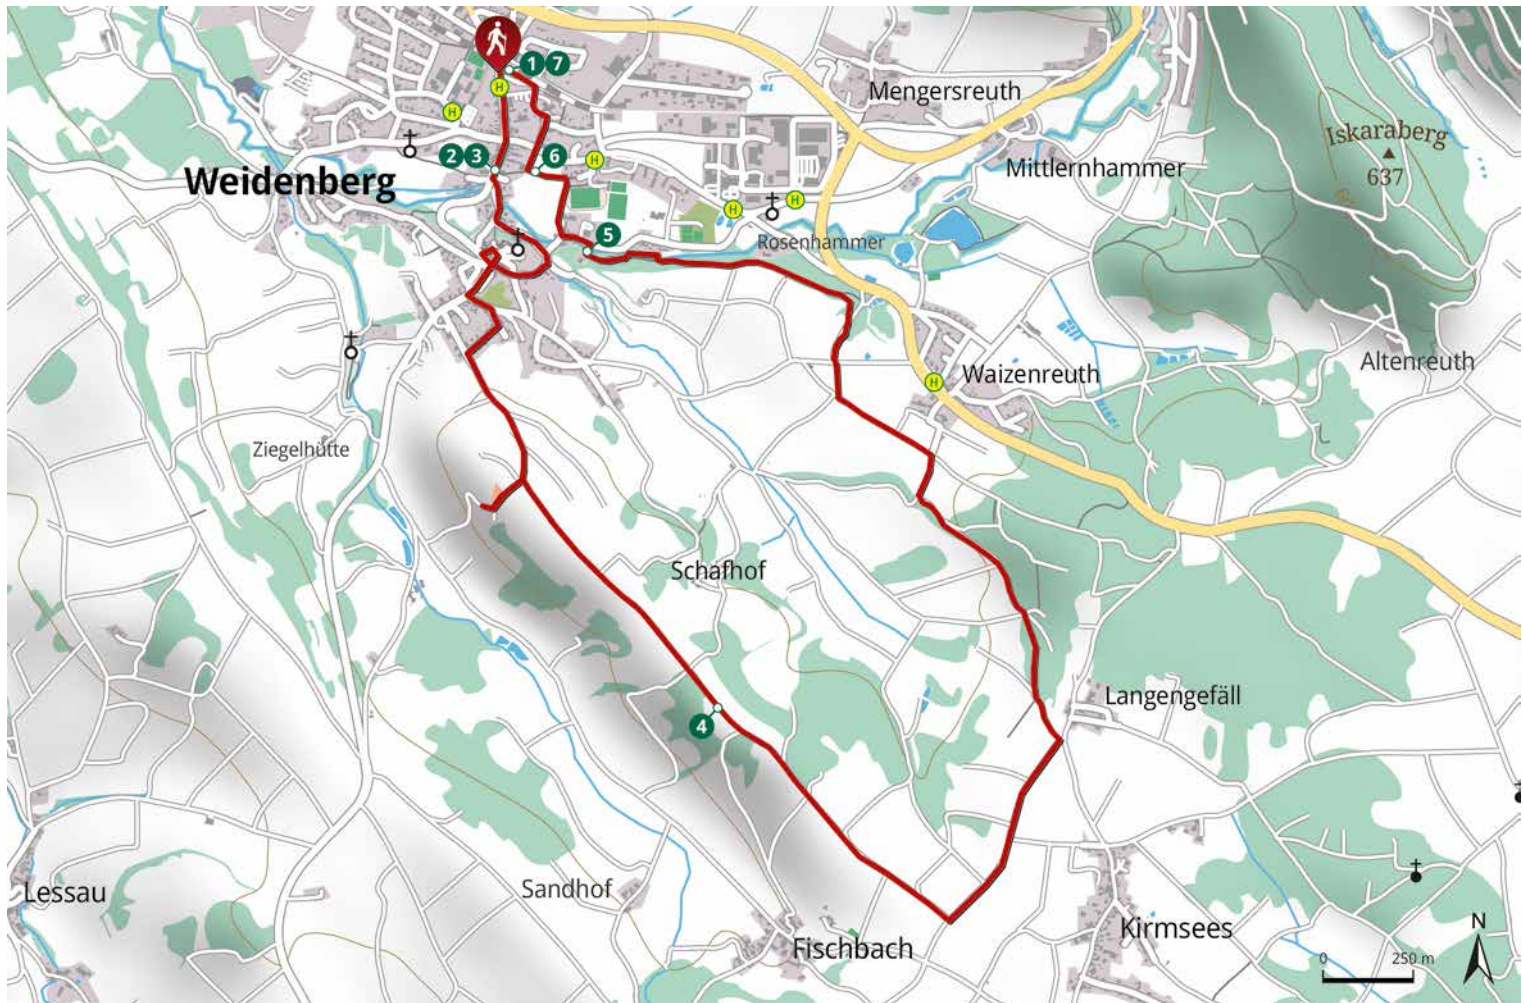 1 7
H
H
Mengersreuth
2 3
6
H
Iskaraberg
637
Mittlernhammer
Weidenberg
H
H
5
Rosenhammer
Waizenreuth
H
Altenreuth
Ziegelhütte
Schafhof
Langengefäll
4
Lessau
Sandhof
Kirmsees
Fischbach
N
0 250 m